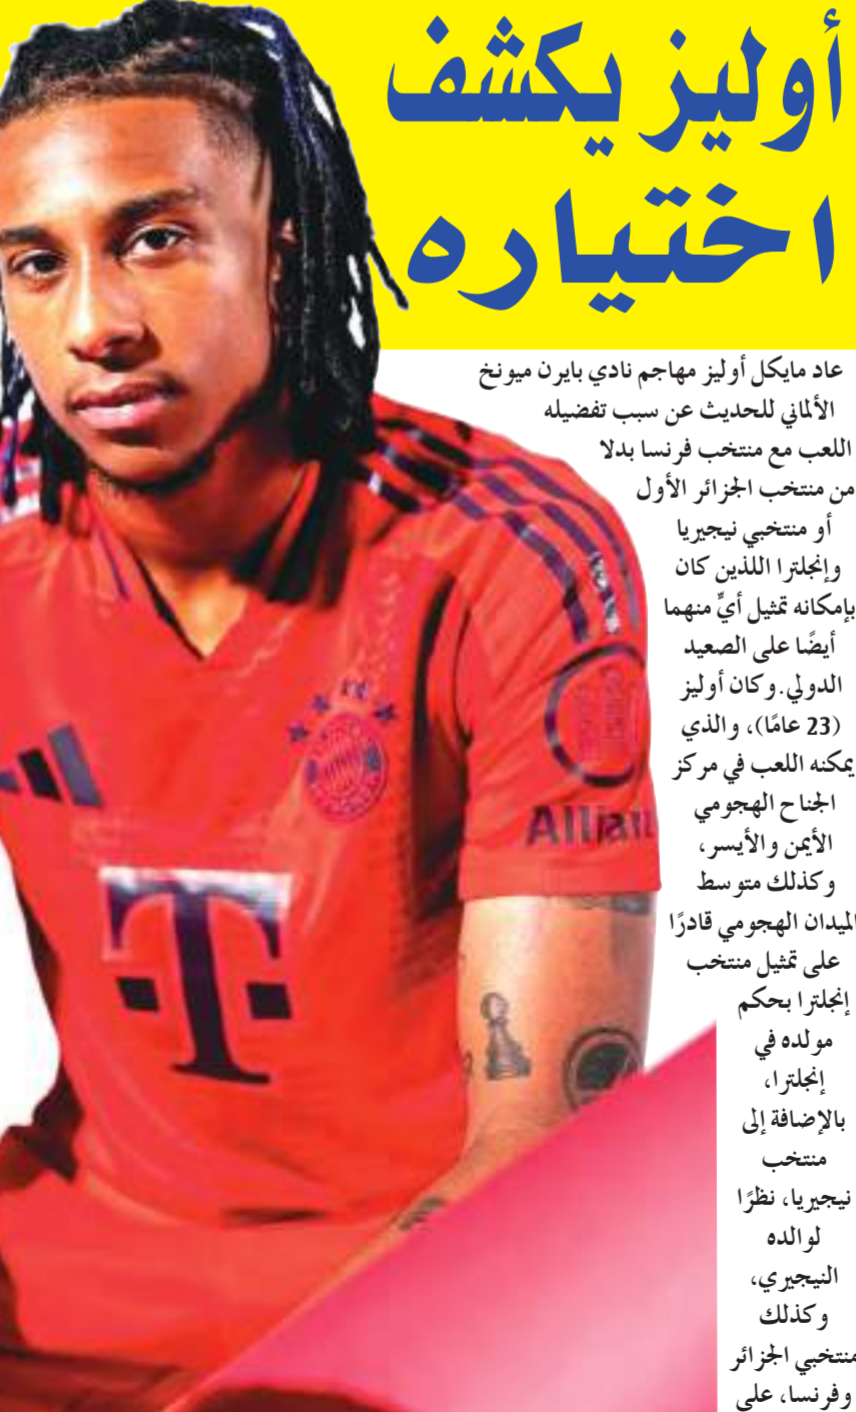 أوليز يكشف
اختياره
عاد مايكل أوليز مهاجم نادي بايرن ميونخ
الألماني للحديث عن سبب تفضيله
اللعب مع منتخب فرنسا بدلا
من منتخب الجزائر الأول
أو منتخبي نيجيريا
وإنجلترا اللذين كان
بإمكانه تمثيل أيٍّ منهما
أيضًا على الصعيد
الدولي.وكان أوليز
(23 عامًا)، والذي
يمكنه اللعب في مركز
الجناح الهجومي
الأيمن والأيسر،
وكذلك متوسط
الميدان الهجومي قادرًا
على تمثيل منتخب
إنجلترا بحكم
مولده في
إنجلترا،
بالإضافة إلى
منتخب
نيجيريا، نظرًا
لوالده
النيجيري،
وكذلك
منتخبي الجزائر
وفرنسا، على
Allianz
T